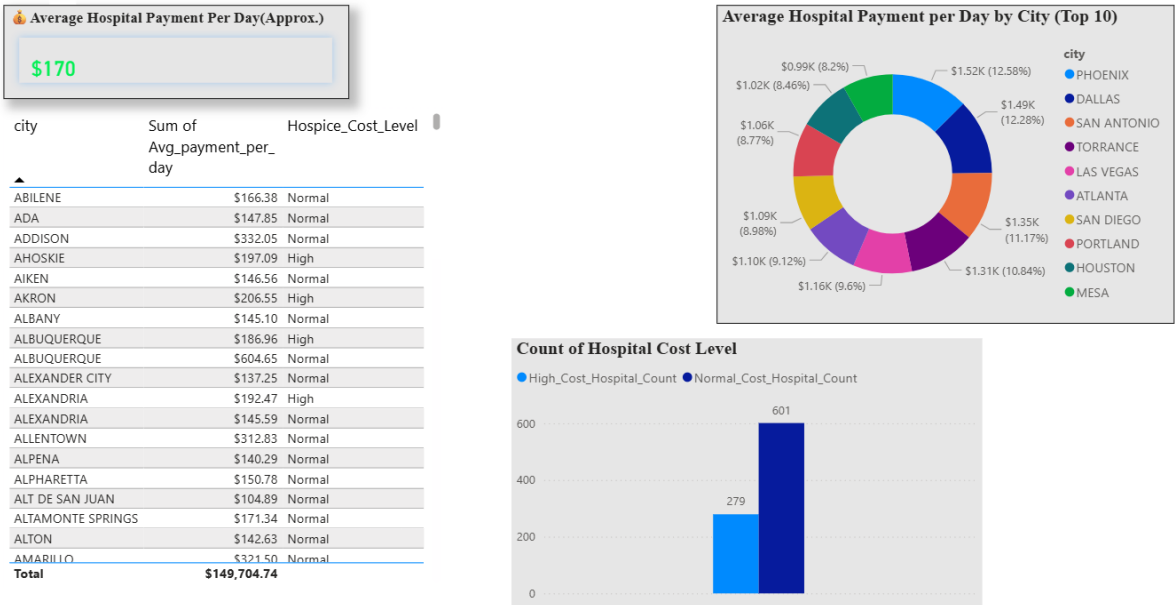 💰 Average Hospital Payment Per Day(Approx.)
$170
city Sum of Avg_payment_per_day Hospice_Cost_Level
ABILENE $166.38 Normal
ADA $147.85 Normal
ADDISON $332.05 Normal
AHOSKIE $197.09 High
AIKEN $146.56 Normal
AKRON $206.55 High
ALBANY $145.10 Normal
ALBUQUERQUE $186.96 High
ALBUQUERQUE $604.65 Normal
ALEXANDER CITY $137.25 Normal
ALEXANDRIA $192.47 High
ALEXANDRIA $145.59 Normal
ALLENTOWN $312.83 Normal
ALPENA $140.29 Normal
ALPHARETTA $150.78 Normal
ALT DE SAN JUAN $104.89 Normal
ALTAMONTE SPRINGS $171.34 Normal
ALTON $142.63 Normal
AMARILLO $321.50 Normal
Total $149,704.74
Average Hospital Payment per Day by City (Top 10)
$1.52K (12.58%)
$1.49K
(12.28%)
$1.35K
(11.17%)
$1.31K (10.84%)
$1.16K (9.6%)
$1.10K (9.12%)
$1.09K
(8.98%)
$1.06K
(8.77%)
$1.02K (8.46%)
$0.99K (8.2%)
city
PHOENIX
DALLAS
SAN ANTONIO
TORRANCE
LAS VEGAS
ATLANTA
SAN DIEGO
PORTLAND
HOUSTON
MESA
Count of Hospital Cost Level
High_Cost_Hospital_Count Normal_Cost_Hospital_Count
601
600
400
279
200
0